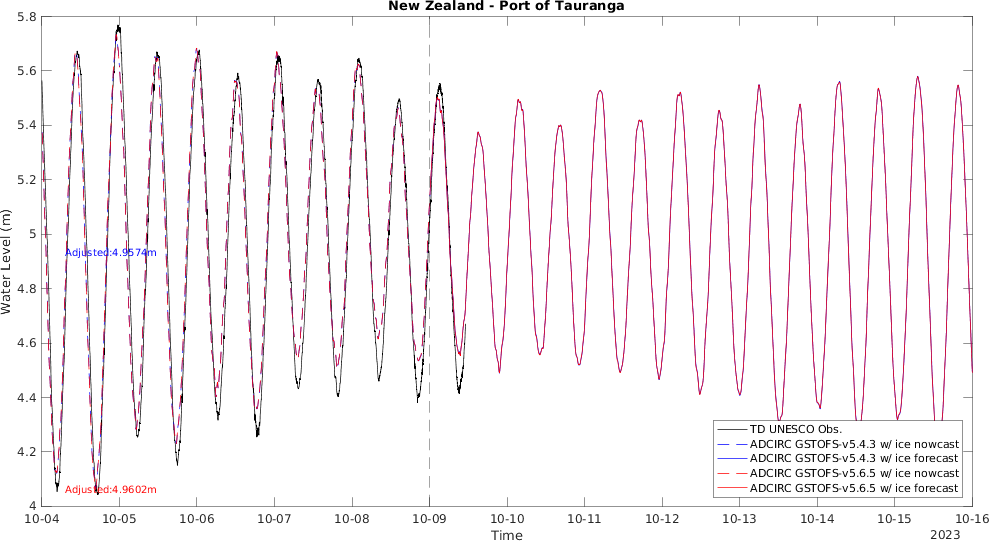 New Zealand - Port of Tauranga
5.8
5.6
5.4
5.2
5
4.8
4.6
4.4
4.2
4
Water Level (m)
Adjusted:4.9574m
Adjusted:4.9602m
TD UNESCO Obs.
ADCIRC GSTOFS-v5.4.3 w/ ice nowcast
ADCIRC GSTOFS-v5.4.3 w/ ice forecast
ADCIRC GSTOFS-v5.6.5 w/ ice nowcast
ADCIRC GSTOFS-v5.6.5 w/ ice forecast
10-04 10-05 10-06 10-07 10-08 10-09 10-10 10-11 10-12 10-13 10-14 10-15 10-16
Time
2023